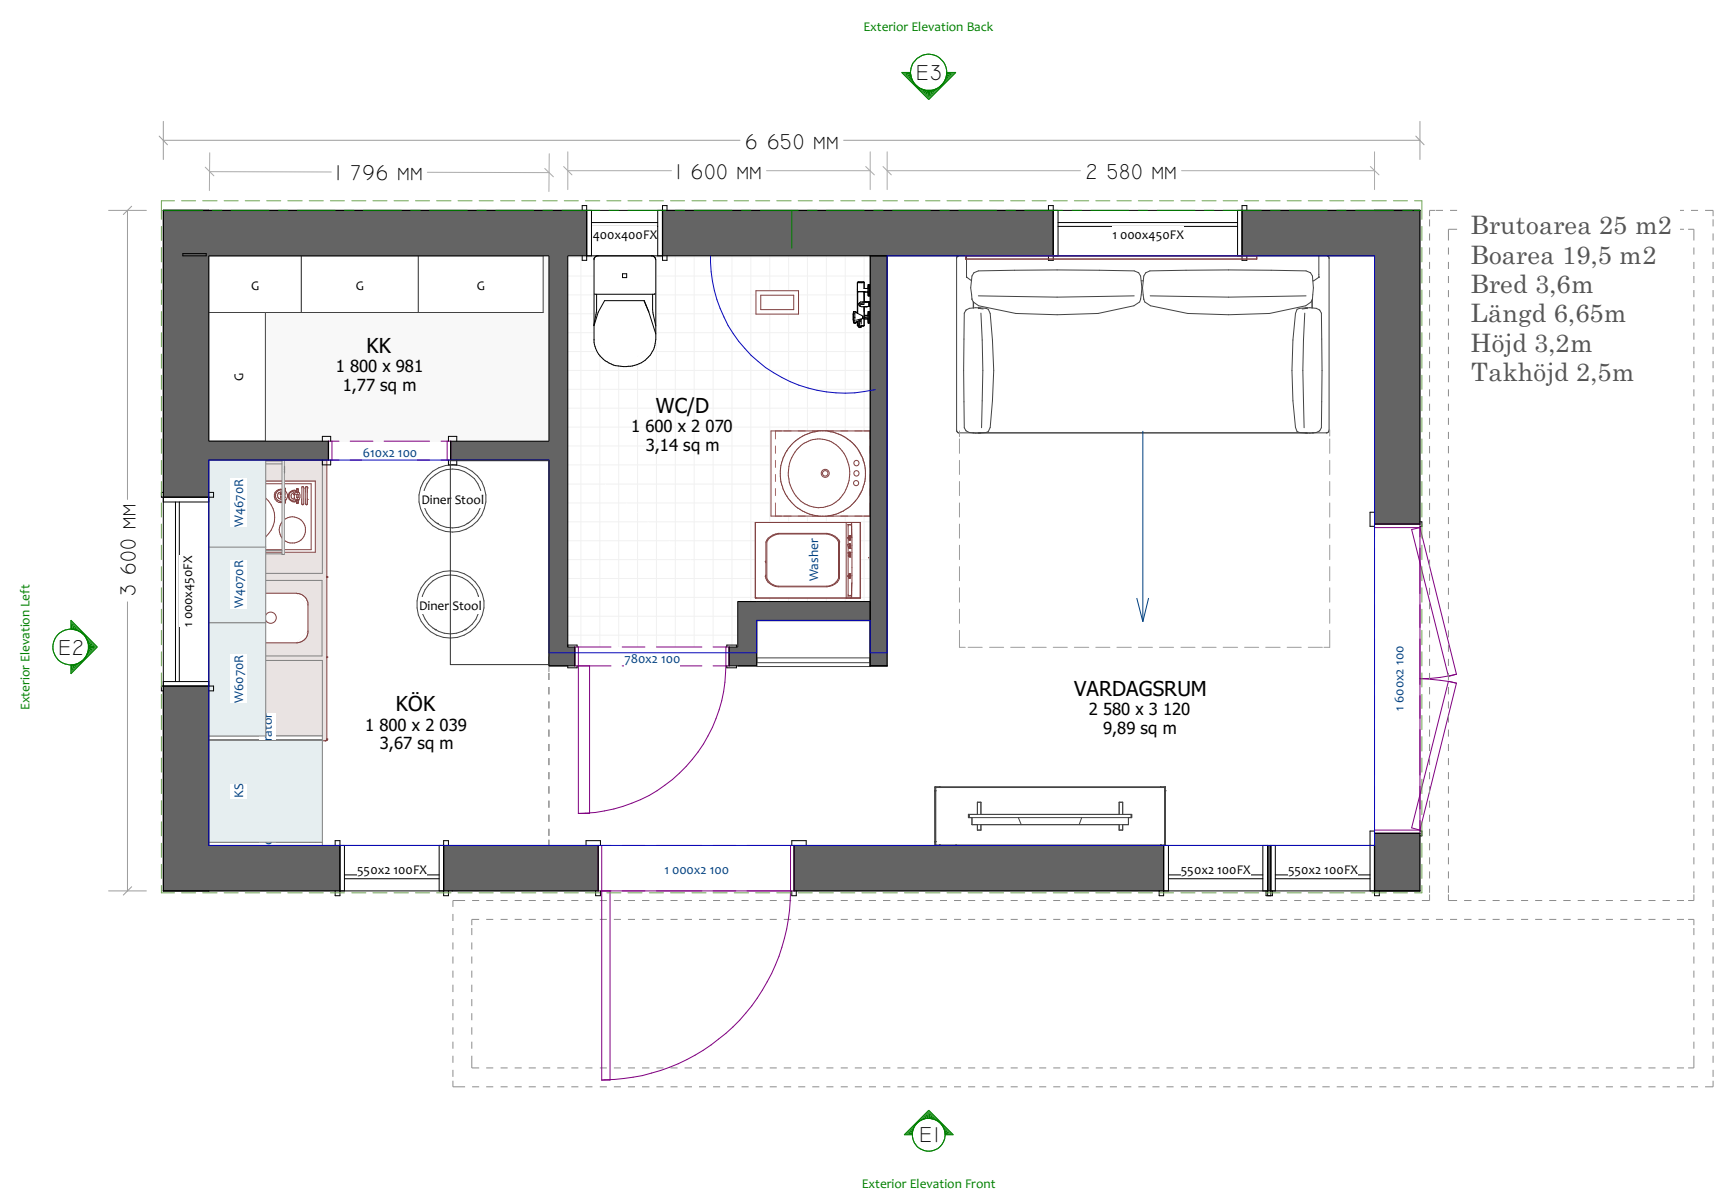 Exterior Elevation Back
E3
6 650 MM
1 796 MM
1 600 MM
2 580 MM
400x400FX
1 000x450FX
Brutoarea 25 m2
Boarea 19,5 m2
Bred 3,6m
Längd 6,65m
Höjd 3,2m
Takhöjd 2,5m
G
G
G
G
KK
1 800 x 981
1,77 sq m
WC/D
1 600 x 2 070
3,14 sq m
610x2 100
W4670R
Diner Stool
3 600 MM
1 000x450FX
W4070R
Diner Stool
Washer
Exterior Elevation Left
E2
W6070R
780x2 100
1 600x2 100
KÖK
1 800 x 2 039
3,67 sq m
VARDAGSRUM
2 580 x 3 120
9,89 sq m
rator
KS
550x2 100FX
1 000x2 100
550x2 100FX
550x2 100FX
E1
Exterior Elevation Front